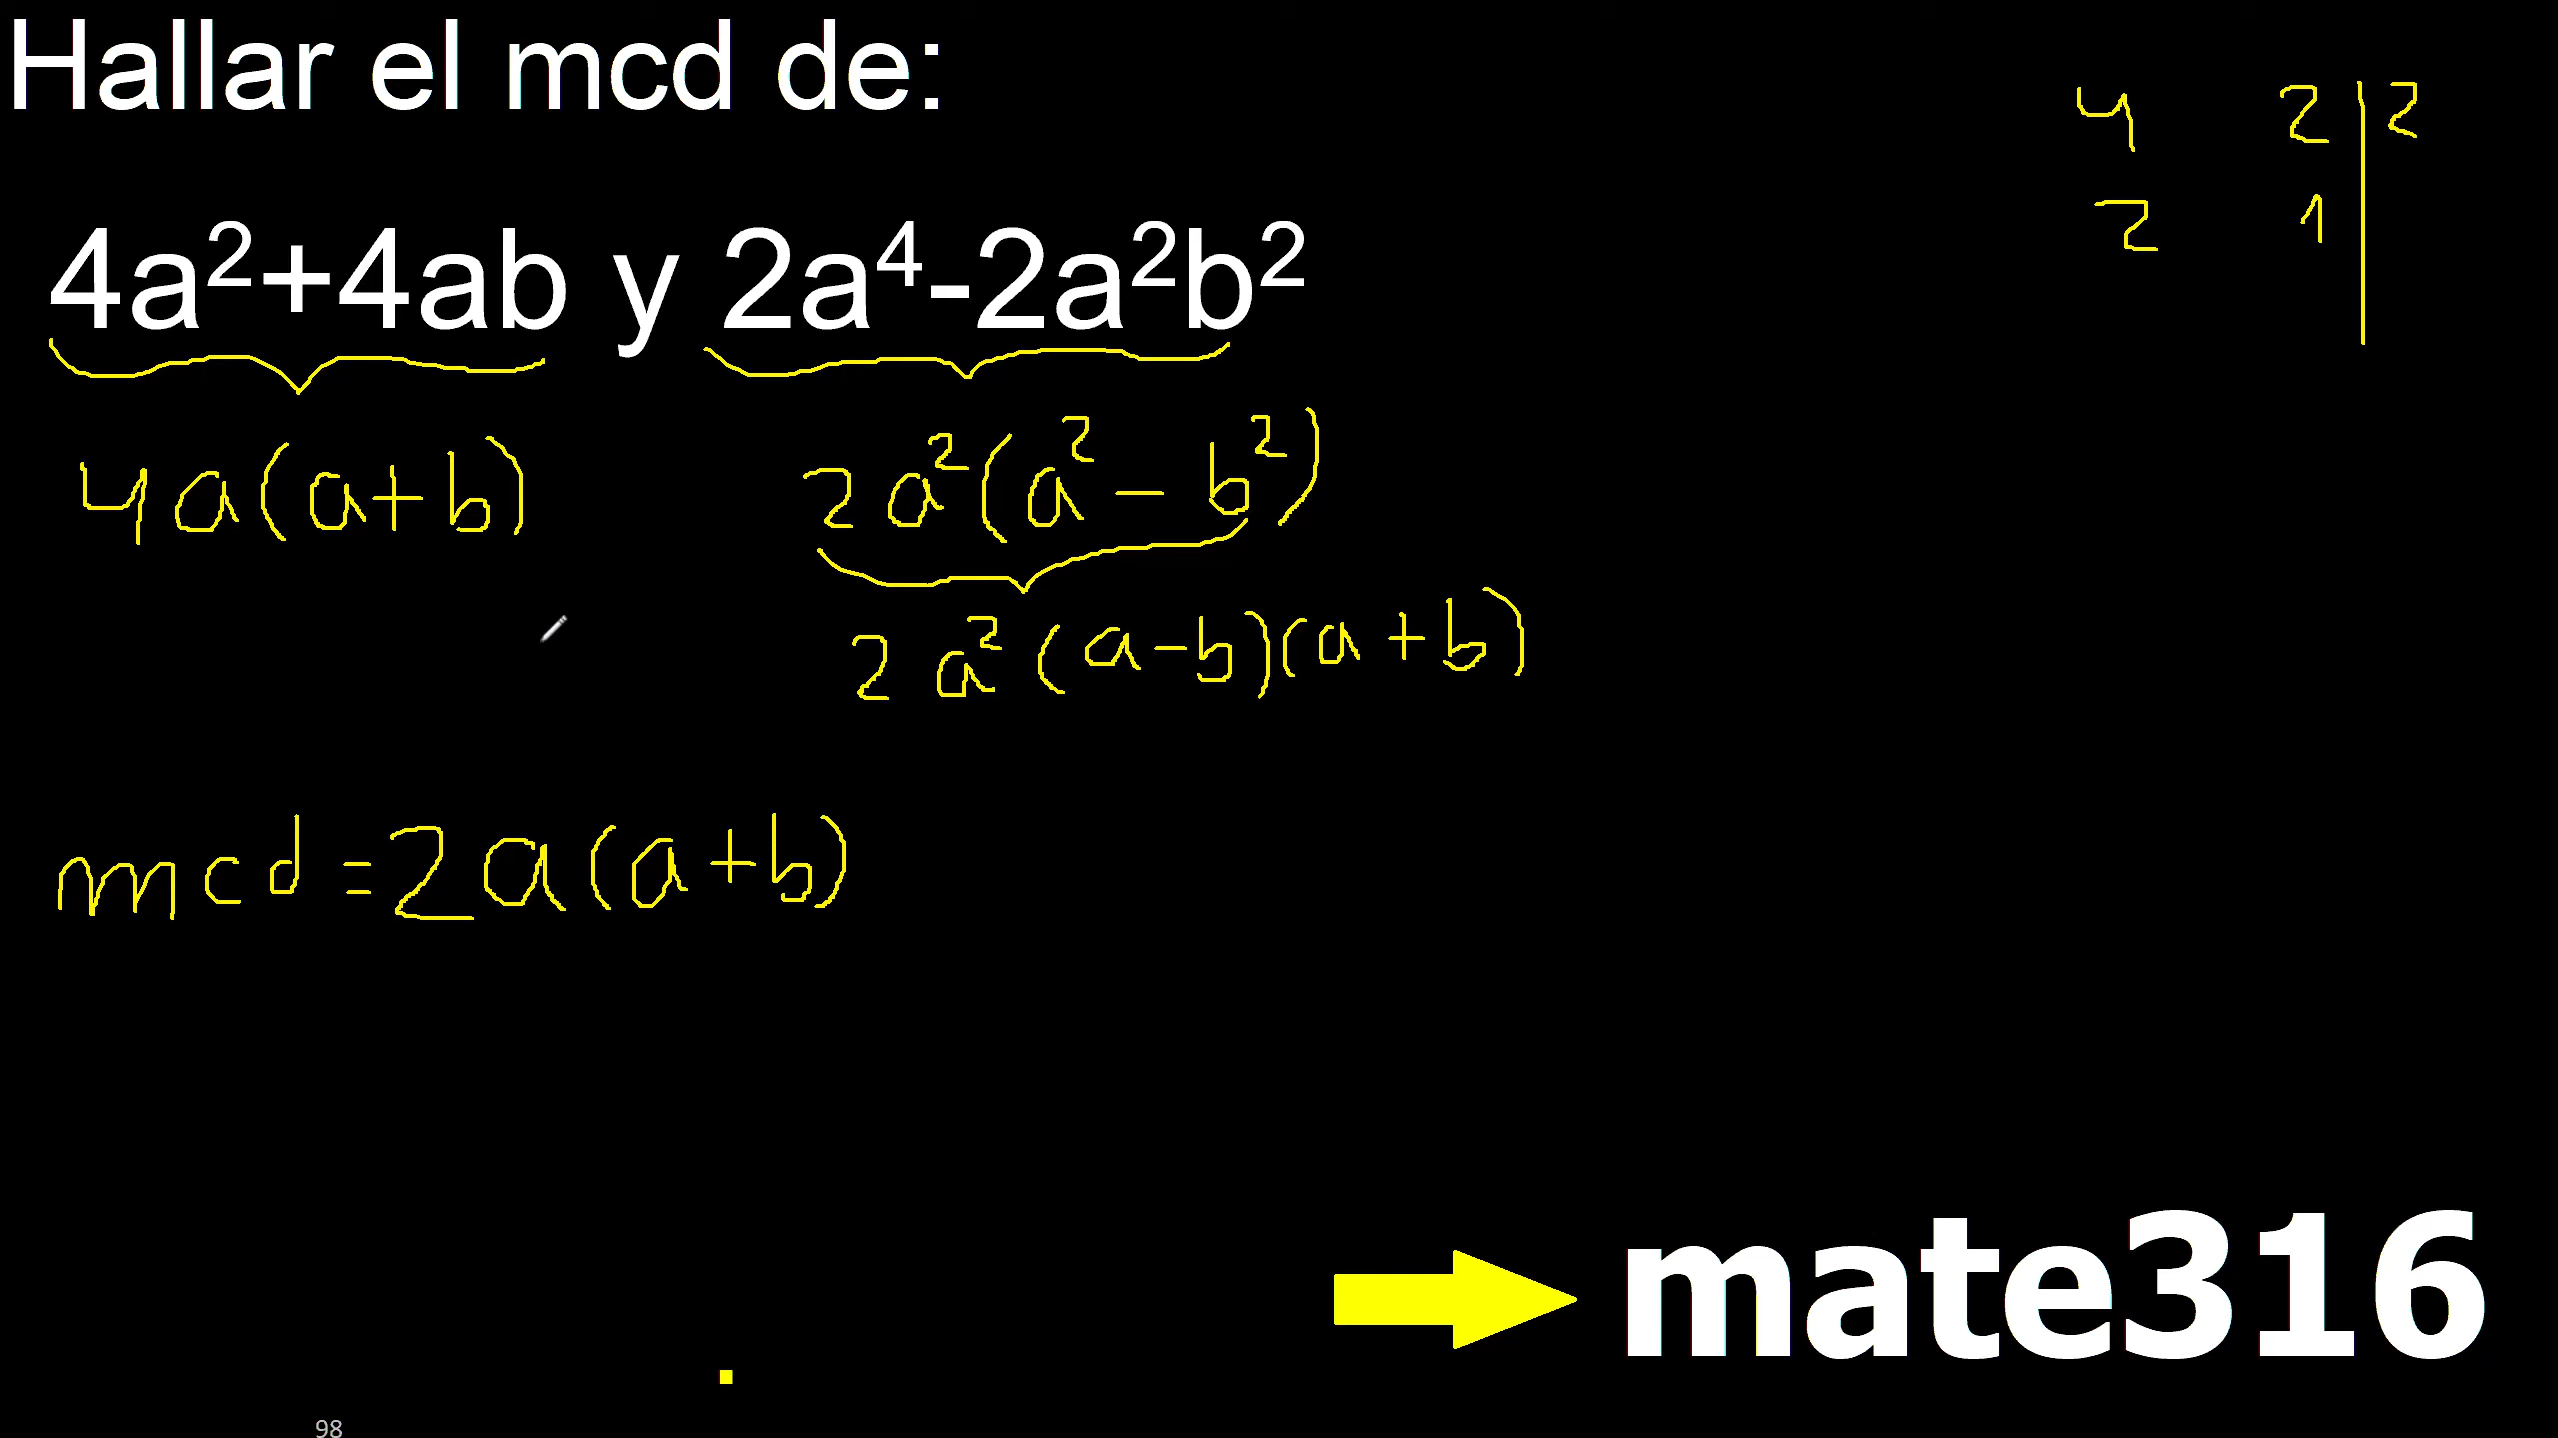 Hallar el mcd de:
4a²+4ab y 2a⁴-2a²b²
4a(a+b)
2a²(a²-b²)
2a²(a-b)(a+b)
mcd=2a(a+b)
4 2 | 2
2 1 |
mate316
.
98